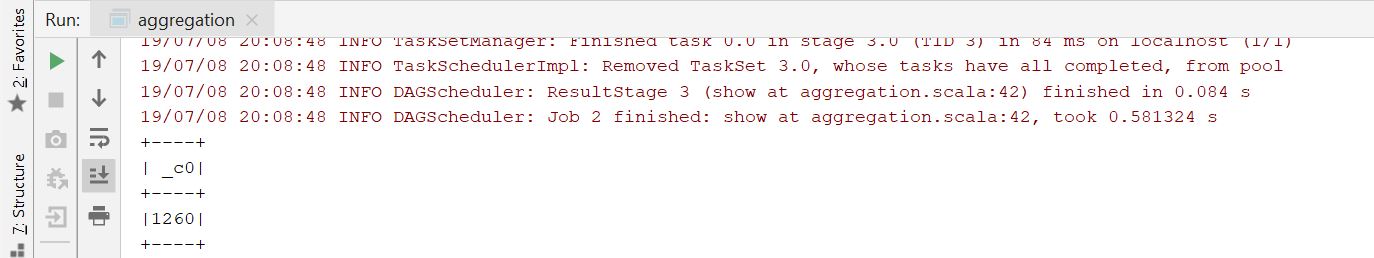 Run: aggregation
2: Favorites
7: Structure
19/07/08 20:08:48 INFO TaskSetManager: Finished task 0.0 in stage 3.0 (TID 3) in 84 ms on localhost (1/1)
19/07/08 20:08:48 INFO TaskSchedulerImpl: Removed TaskSet 3.0, whose tasks have all completed, from pool
19/07/08 20:08:48 INFO DAGScheduler: ResultStage 3 (show at aggregation.scala:42) finished in 0.084 s
19/07/08 20:08:48 INFO DAGScheduler: Job 2 finished: show at aggregation.scala:42, took 0.581324 s
+----+
| _c0|
+----+
|1260|
+----+